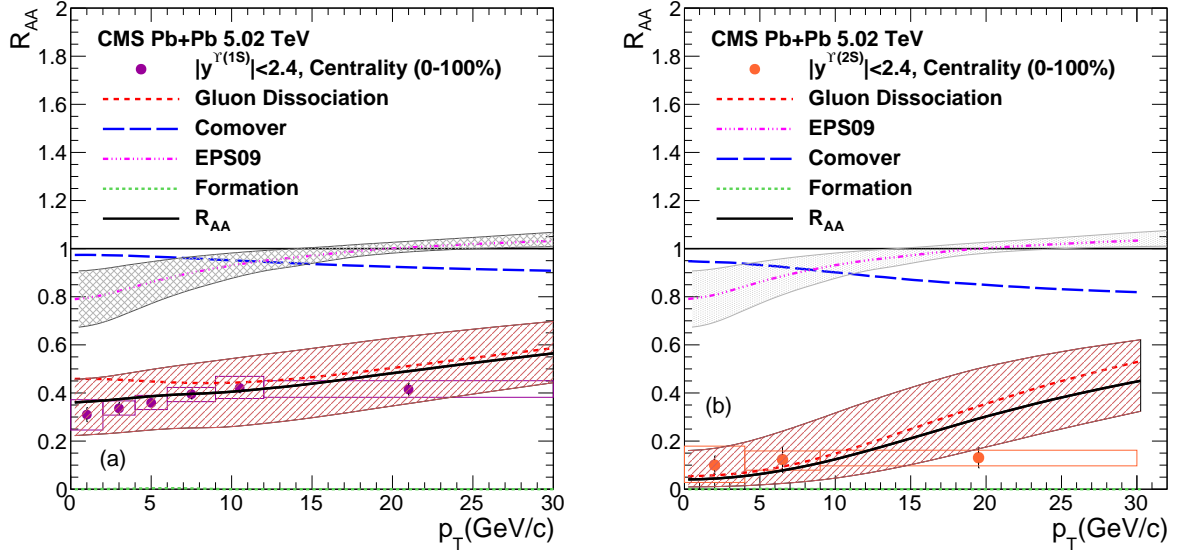 R_AA
2
1.8
1.6
1.4
1.2
1
0.8
0.6
0.4
0.2
0
CMS Pb+Pb 5.02 TeV
|y^ϒ(1S)|<2.4, Centrality (0-100%)
Gluon Dissociation
Comover
EPS09
Formation
R_AA
(a)
0 5 10 15 20 25 30
p_T(GeV/c)
R_AA
2
1.8
1.6
1.4
1.2
1
0.8
0.6
0.4
0.2
0
CMS Pb+Pb 5.02 TeV
|y^ϒ(2S)|<2.4, Centrality (0-100%)
Gluon Dissociation
EPS09
Comover
Formation
R_AA
(b)
0 5 10 15 20 25 30
p_T(GeV/c)